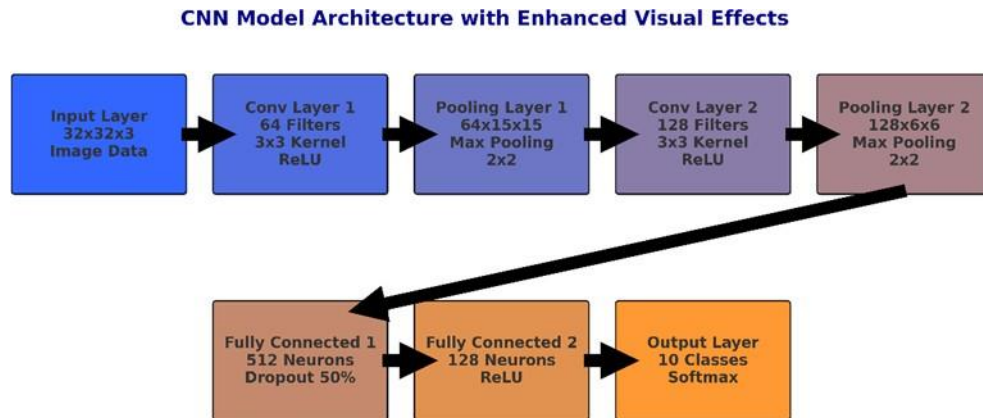 CNN Model Architecture with Enhanced Visual Effects
Input Layer
32x32x3
Image Data
Conv Layer 1
64 Filters
3x3 Kernel
ReLU
Pooling Layer 1
64x15x15
Max Pooling
2x2
Conv Layer 2
128 Filters
3x3 Kernel
ReLU
Pooling Layer 2
128x6x6
Max Pooling
2x2
Fully Connected 1
512 Neurons
Dropout 50%
Fully Connected 2
128 Neurons
ReLU
Output Layer
10 Classes
Softmax